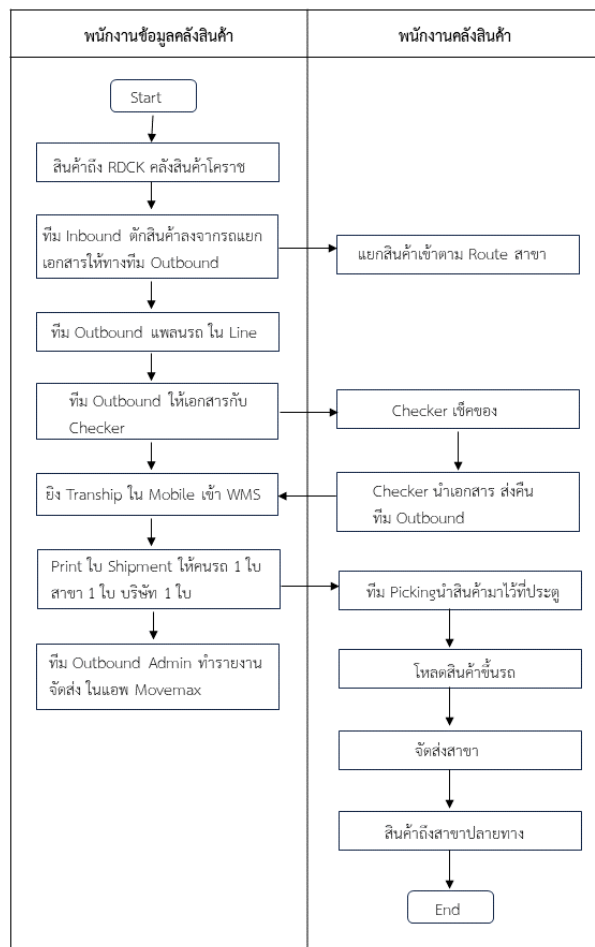 พนักงานข้อมูลคลังสินค้า
พนักงานคลังสินค้า
Start
สินค้าถึง RDCK คลังสินค้าโคราช
ทีม Inbound ตักสินค้าลงจากรถแยก
เอกสารให้ทางทีม Outbound
แยกสินค้าเข้าตาม Route สาขา
ทีม Outbound แพลนรถ ใน Line
ทีม Outbound ให้เอกสารกับ
Checker
Checker เช็คของ
ยิง Tranship ใน Mobile เข้า WMS
Checker นำเอกสาร ส่งคืน
ทีม Outbound
Print ใบ Shipment ให้คนรถ 1 ใบ
สาขา 1 ใบ บริษัท 1 ใบ
ทีม Pickingนำสินค้ามาไว้ที่ประตู
ทีม Outbound Admin ทำรายงาน
จัดส่ง ในแอพ Movemax
โหลดสินค้าขึ้นรถ
จัดส่งสาขา
สินค้าถึงสาขาปลายทาง
End